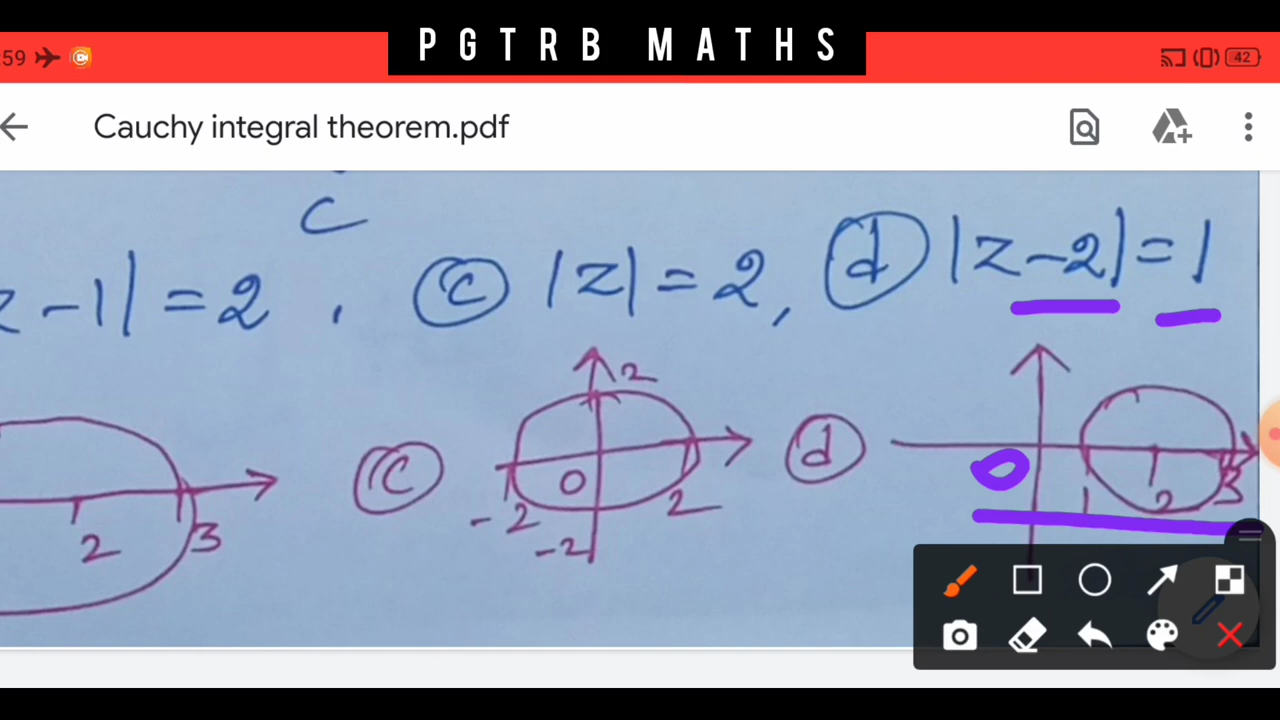 PGTRB MATHS
:59
42
Cauchy integral theorem.pdf
C
z-1|=2, ⓒ |z|=2, ⓓ |z-2|=1
2 3
ⓒ 2 -2 0 2 -2
ⓓ 0 1 2 3